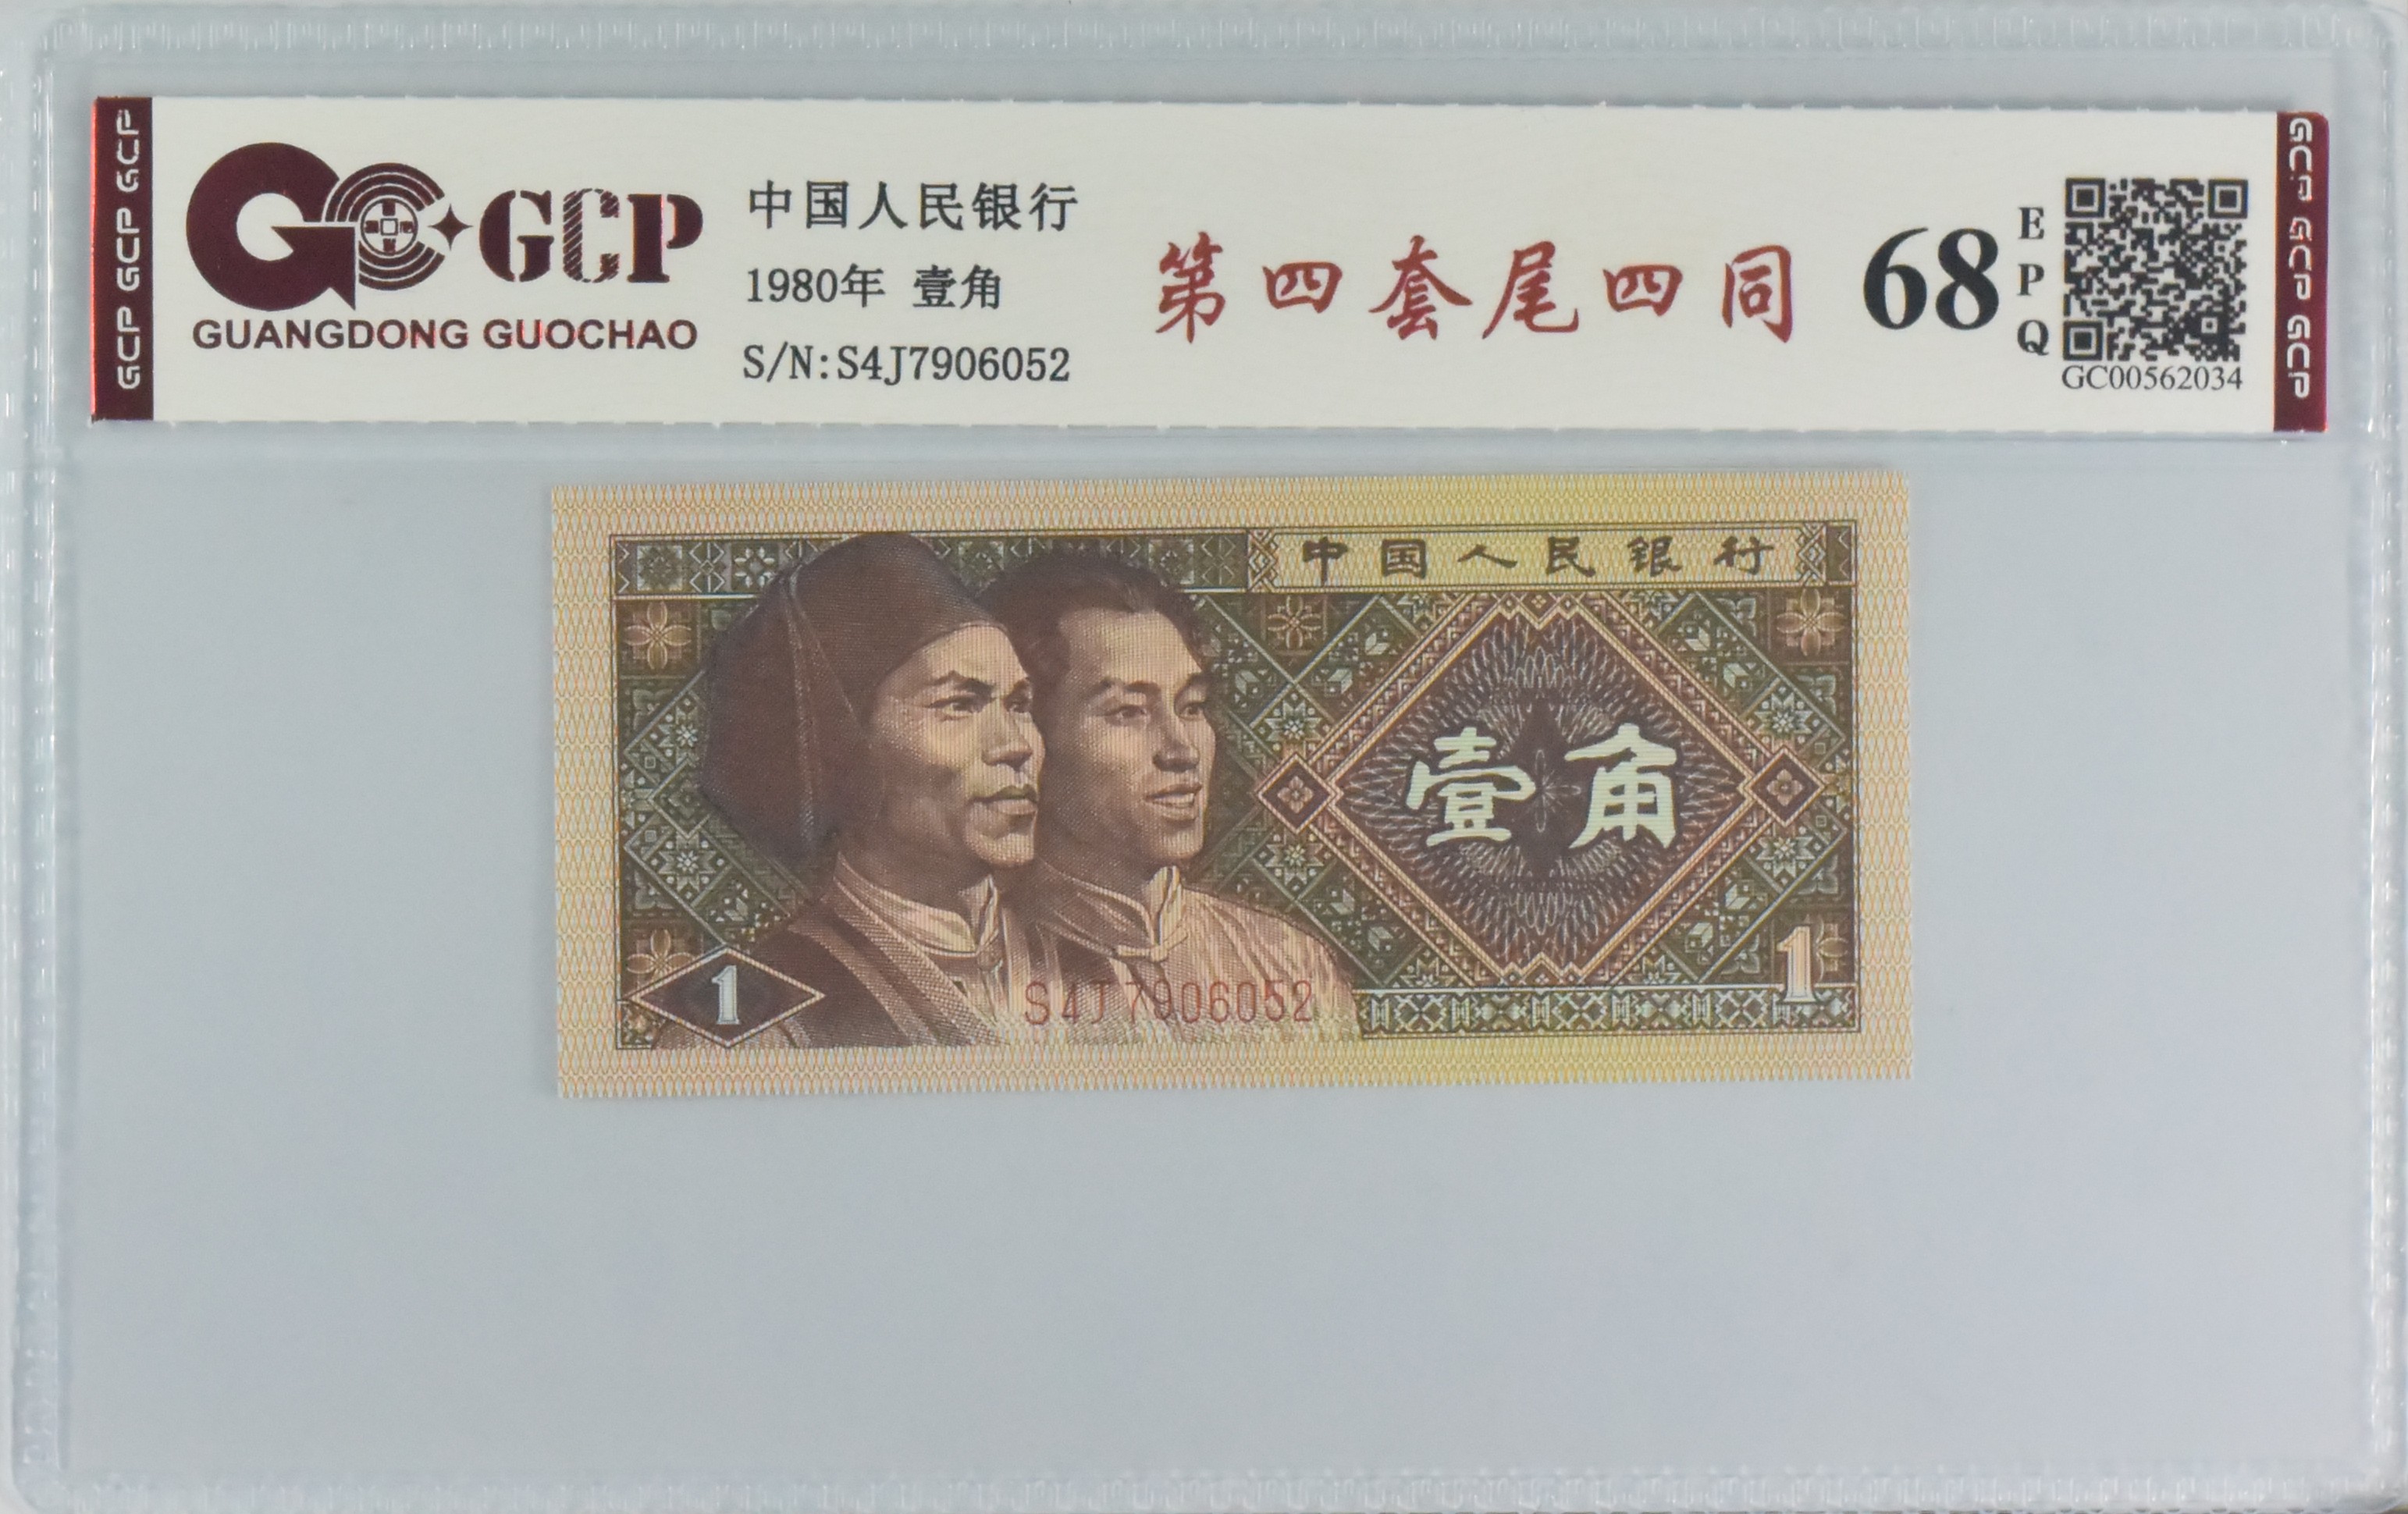 GCP GCP GCP
GCP
GUANGDONG GUOCHAO
中国人民银行
1980年 壹角
S/N:S4J7906052
第四套尾四同
68
EPQ
GC00562034
GCP GCP GCP
中国人民银行
壹角
1
S4J7906052
1